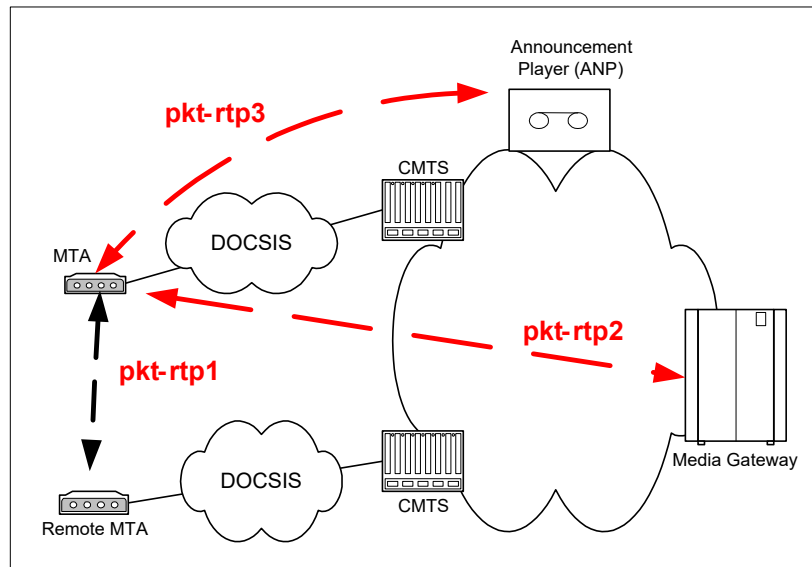 Announcement
Player (ANP)
pkt-rtp3
CMTS
DOCSIS
MTA
pkt-rtp2
pkt-rtp1
DOCSIS
Media Gateway
CMTS
Remote MTA